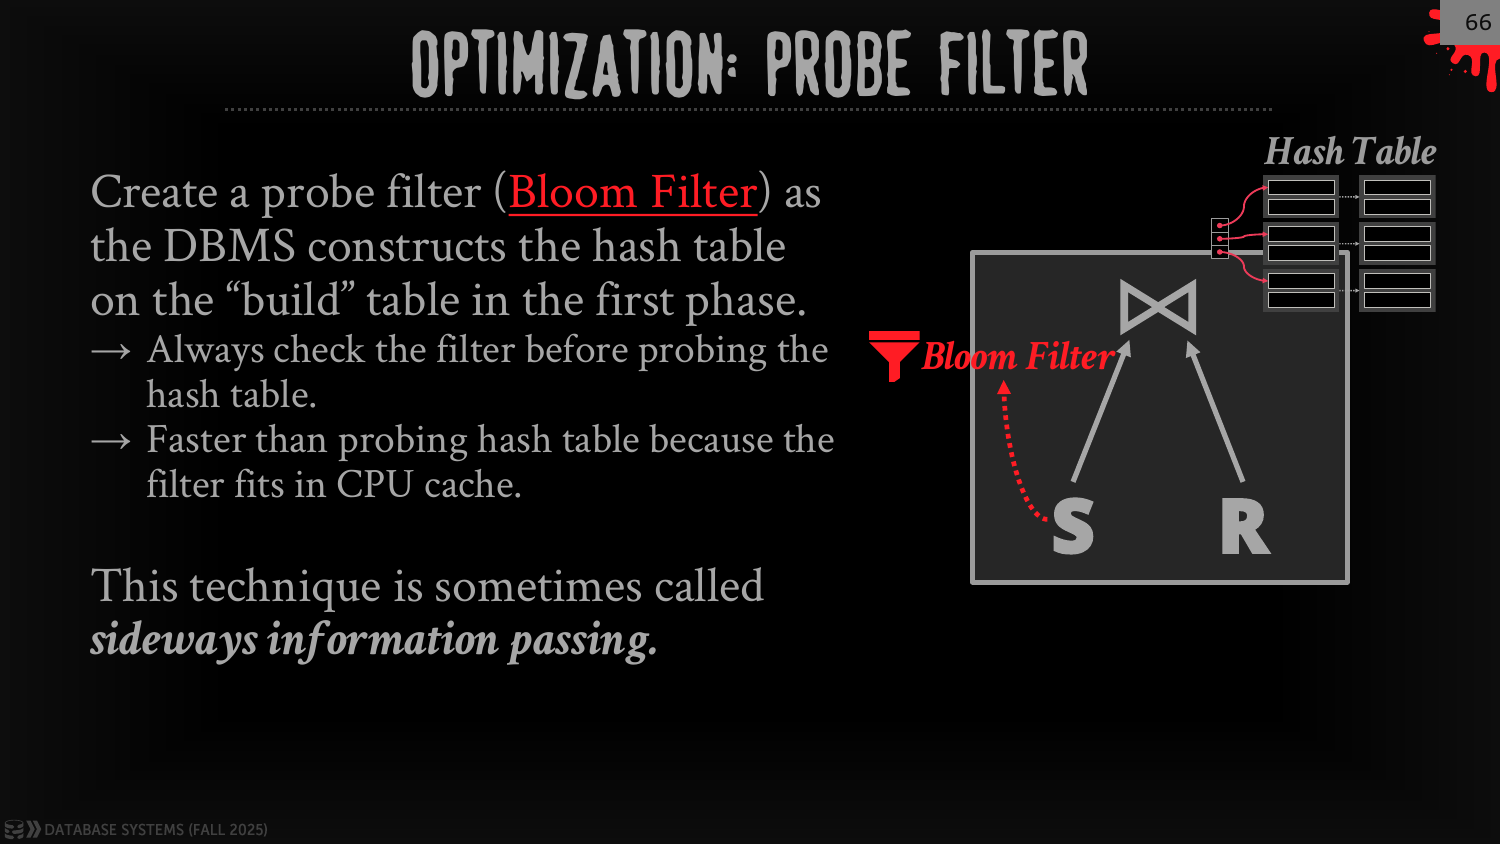 66
OPTIMIZATION: PROBE FILTER
Create a probe filter (Bloom Filter) as
the DBMS constructs the hash table
on the “build” table in the first phase.
→ Always check the filter before probing the
hash table.
→ Faster than probing hash table because the
filter fits in CPU cache.
This technique is sometimes called
sideways information passing.
Hash Table
Bloom Filter
S R
DATABASE SYSTEMS (FALL 2025)